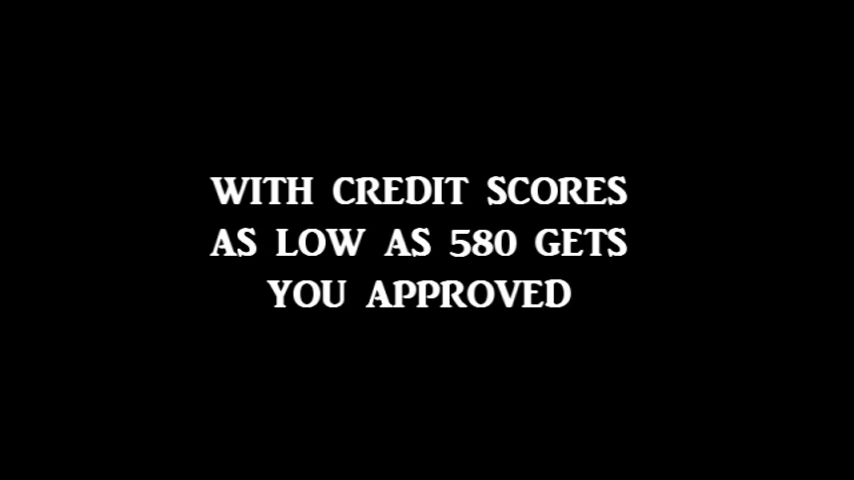 WITH CREDIT SCORES
AS LOW AS 580 GETS
YOU APPROVED